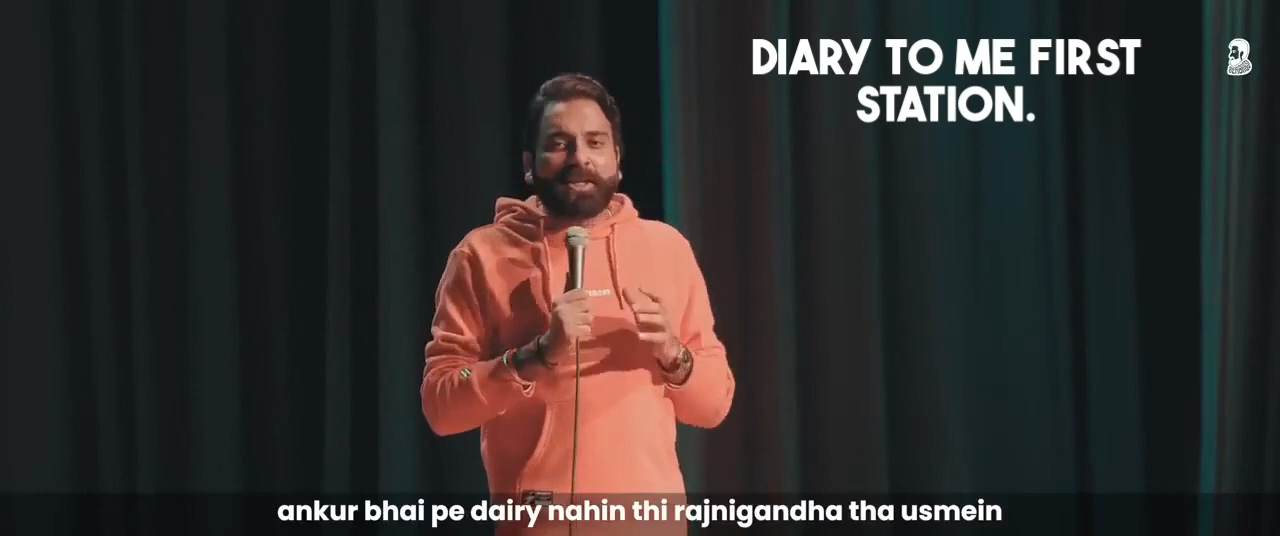 DIARY TO ME FIRST
STATION.
ankur bhai pe dairy nahin thi rajnigandha tha usmein